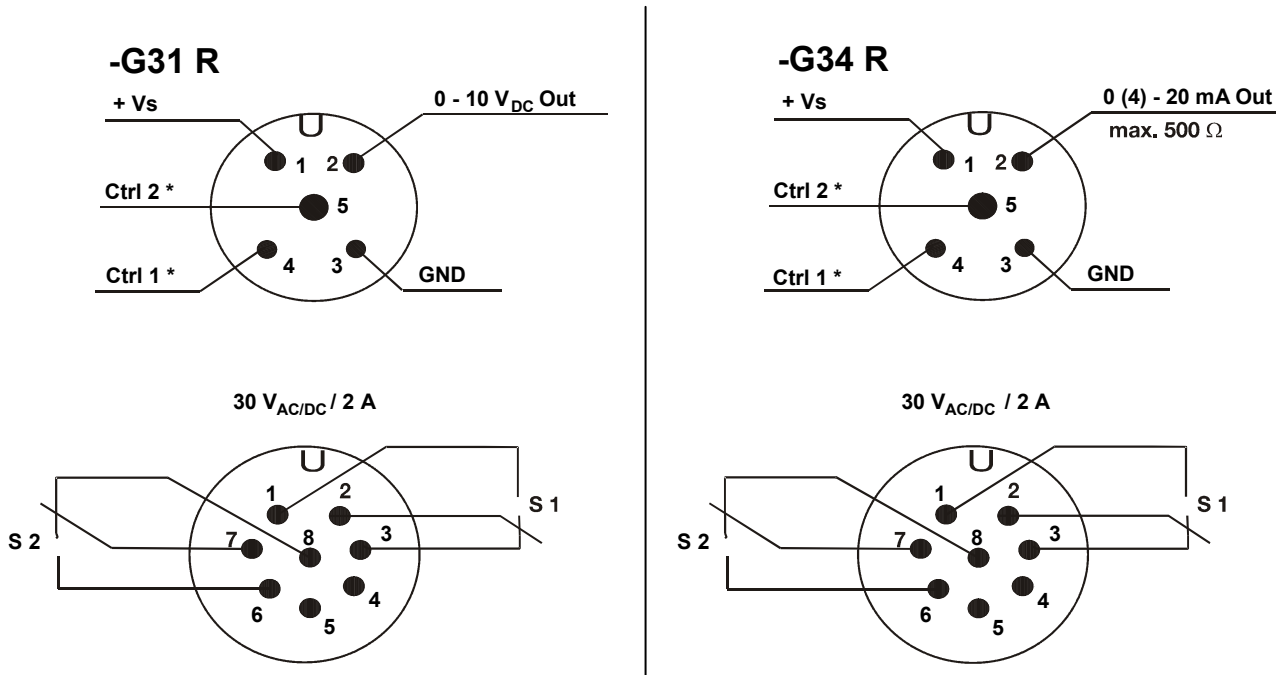 -G31 R
+ Vs
0 - 10 VDC Out
1
2
Ctrl 2 *
5
4
3
Ctrl 1 *
GND
30 VAC/DC / 2 A
1
2
S 1
7
8
3
S 2
6
5
4
-G34 R
+ Vs
0 (4) - 20 mA Out
max. 500 Ω
1
2
Ctrl 2 *
5
4
3
Ctrl 1 *
GND
30 VAC/DC / 2 A
1
2
S 1
7
8
3
S 2
6
5
4